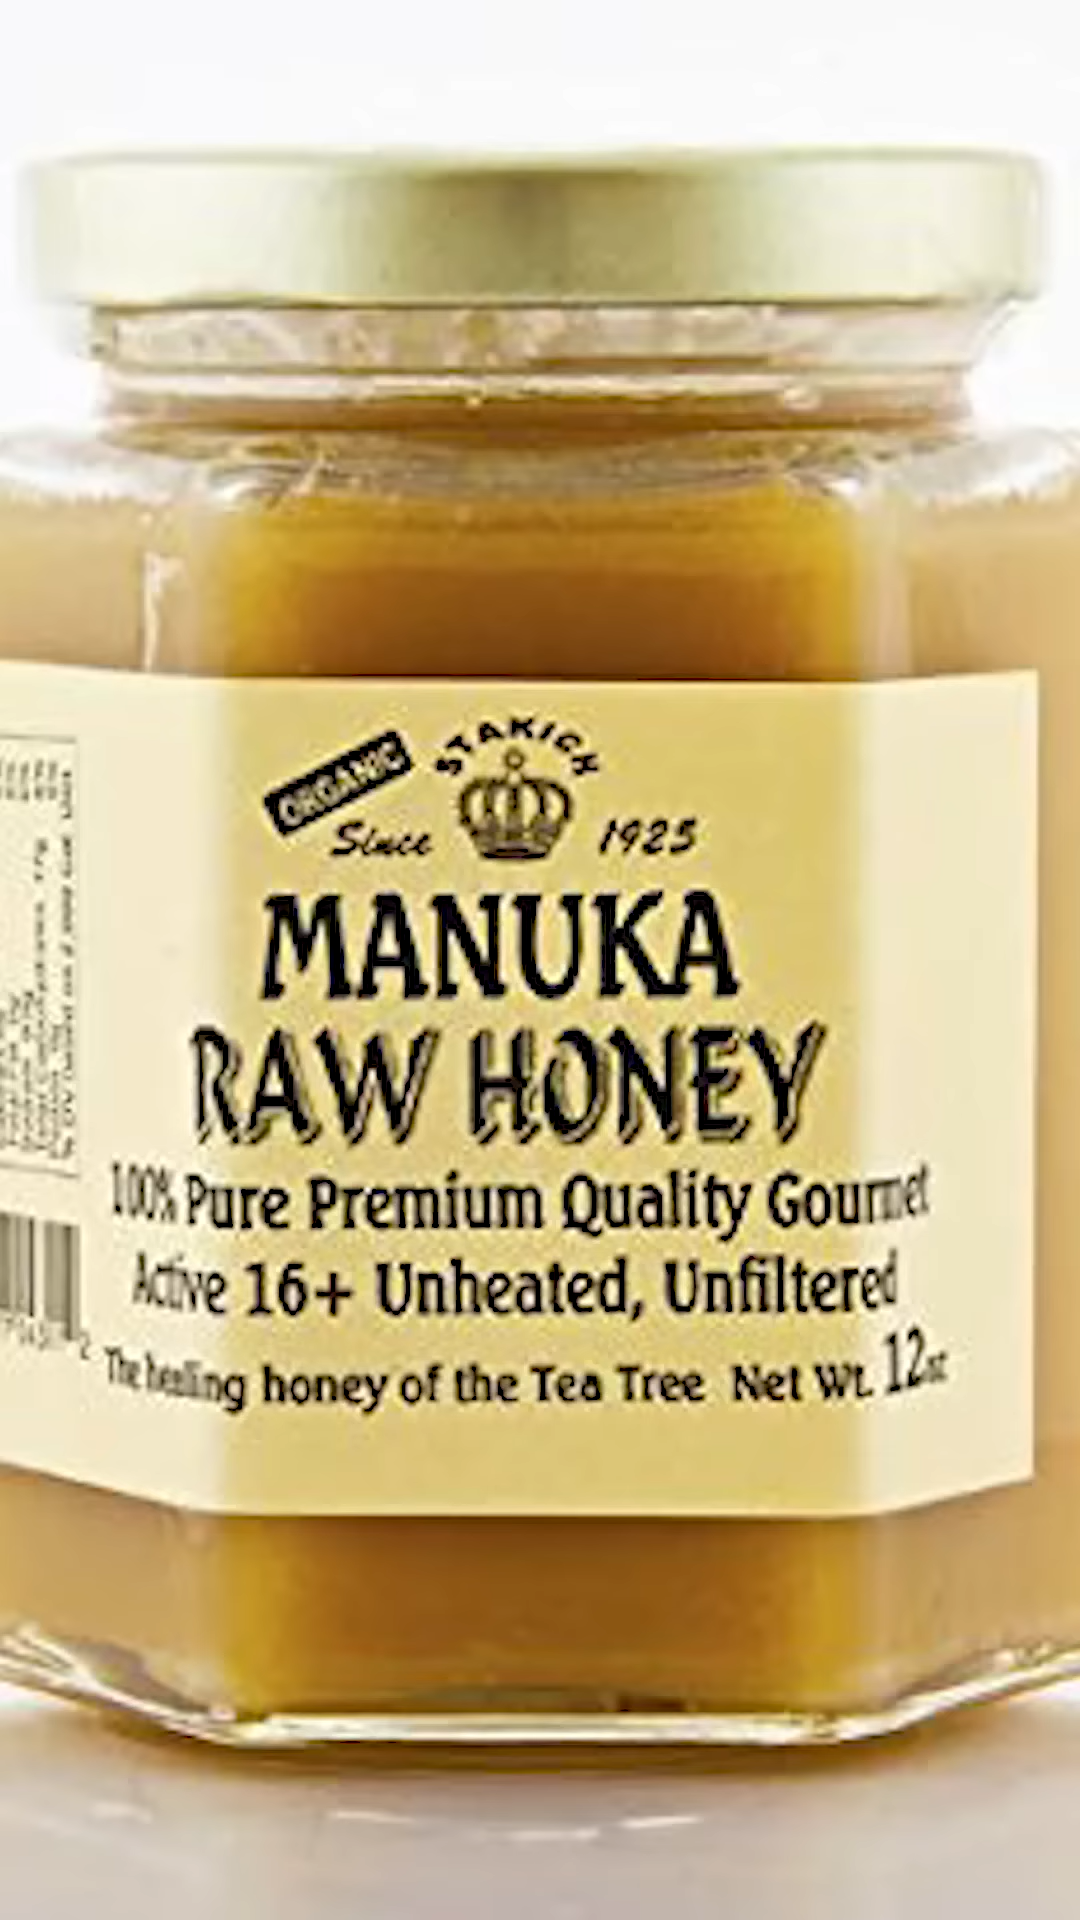 STAKICH
ORGANIC
Since 1925
MANUKA
RAW HONEY
100% Pure Premium Quality Gourmet
Active 16+ Unheated, Unfiltered
The healing honey of the Tea Tree Net Wt. 12oz